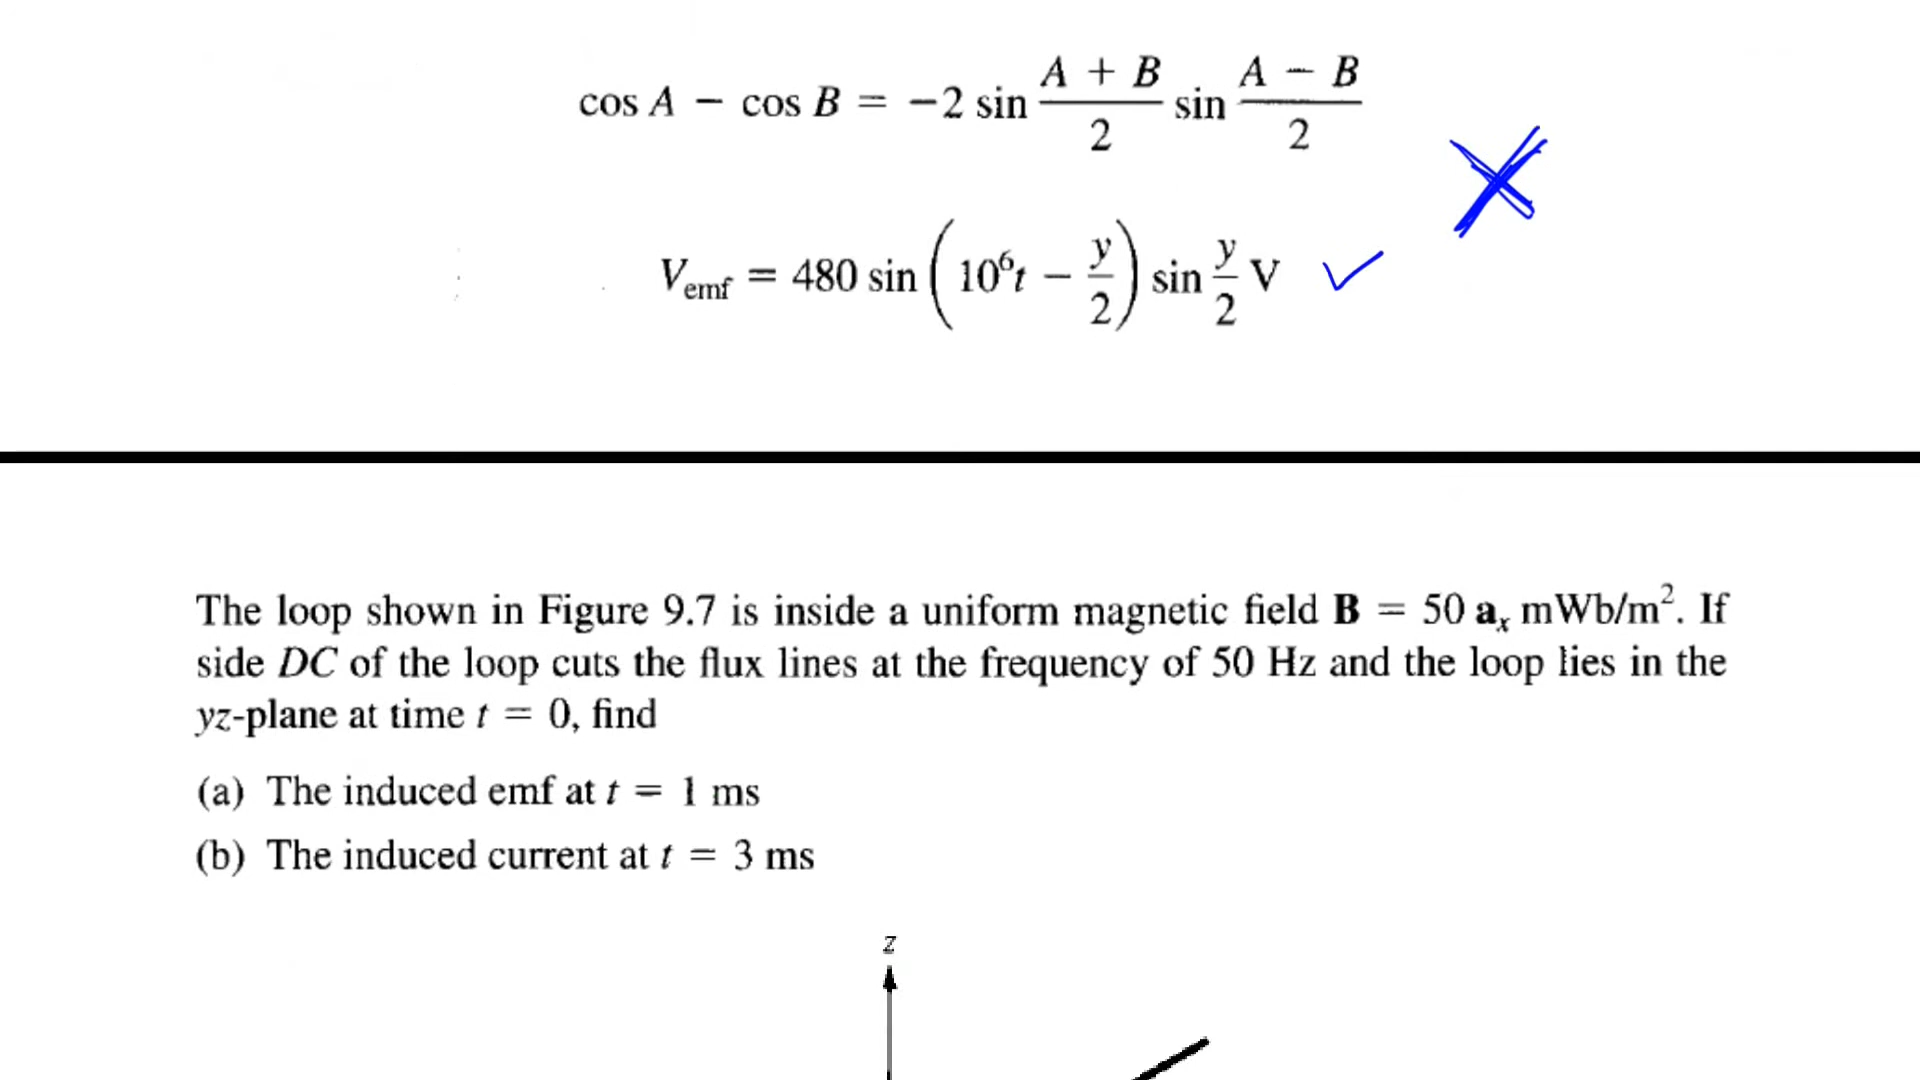 cos A − cos B = −2 sin (A + B)/2 sin (A − B)/2
V_emf = 480 sin (10⁶t − y/2) sin y/2 V ✓
The loop shown in Figure 9.7 is inside a uniform magnetic field B = 50 aₓ mWb/m². If
side DC of the loop cuts the flux lines at the frequency of 50 Hz and the loop lies in the
yz-plane at time t = 0, find
(a) The induced emf at t = 1 ms
(b) The induced current at t = 3 ms
z